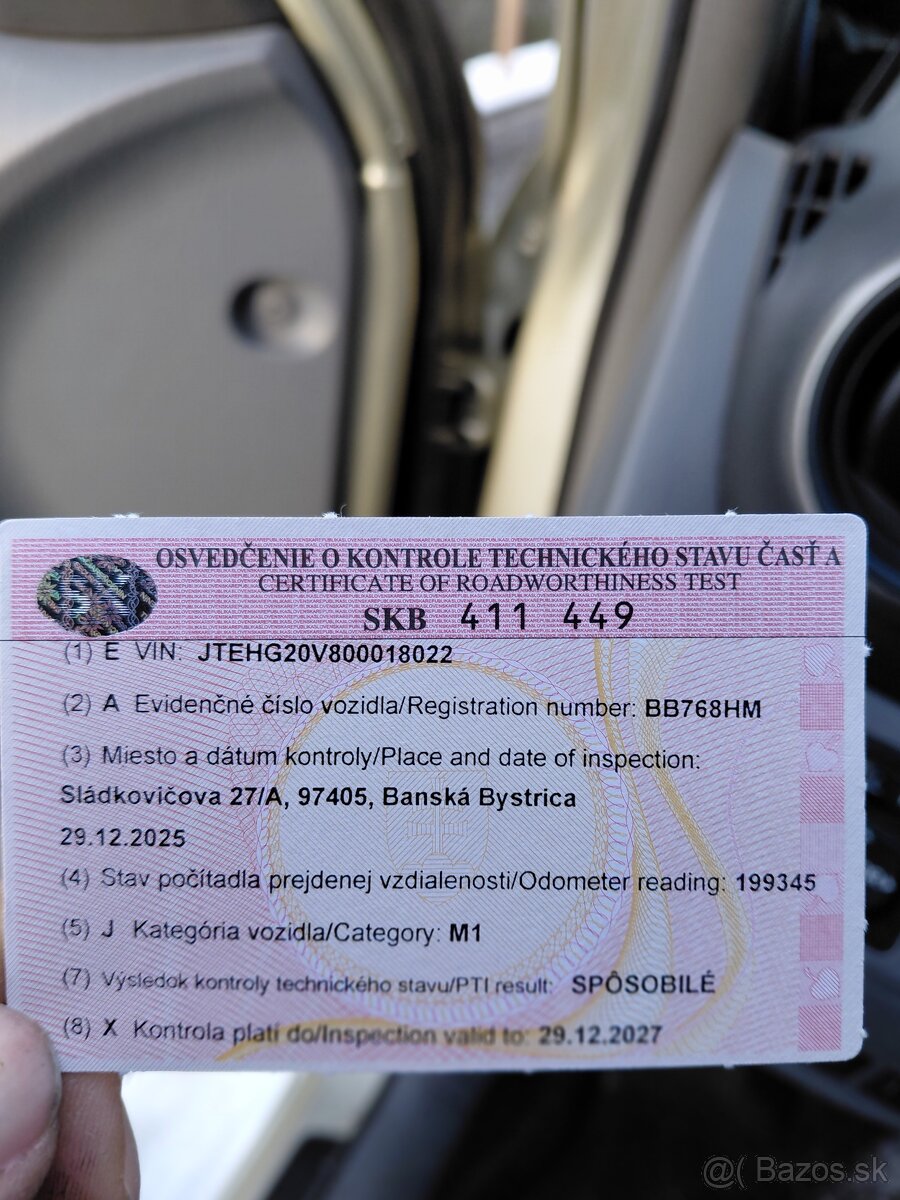 OSVEDČENIE O KONTROLE TECHNICKÉHO STAVU ČASŤ A
CERTIFICATE OF ROADWORTHINESS TEST
SKB 411 449
(1) E VIN: JTEHG20V800018022
(2) A Evidenčné číslo vozidla/Registration number: BB768HM
(3) Miesto a dátum kontroly/Place and date of inspection:
Sládkovičova 27/A, 97405, Banská Bystrica
29.12.2025
(4) Stav počítadla prejdenej vzdialenosti/Odometer reading: 199345
(5) J Kategória vozidla/Category: M1
(7) Výsledok kontroly technického stavu/PTI result: SPÔSOBILÉ
(8) X Kontrola platí do/Inspection valid to: 29.12.2027
@( Bazos.sk